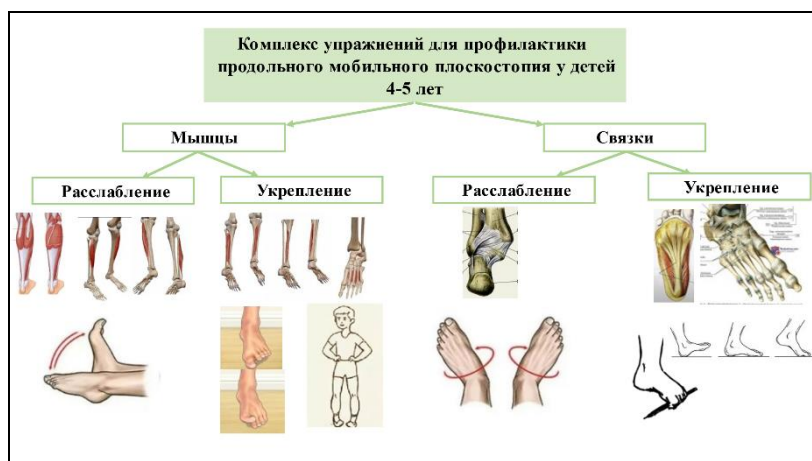 Комплекс упражнений для профилактики
продольного мобильного плоскостопия у детей
4-5 лет
Мышцы
Связки
Расслабление
Укрепление
Расслабление
Укрепление